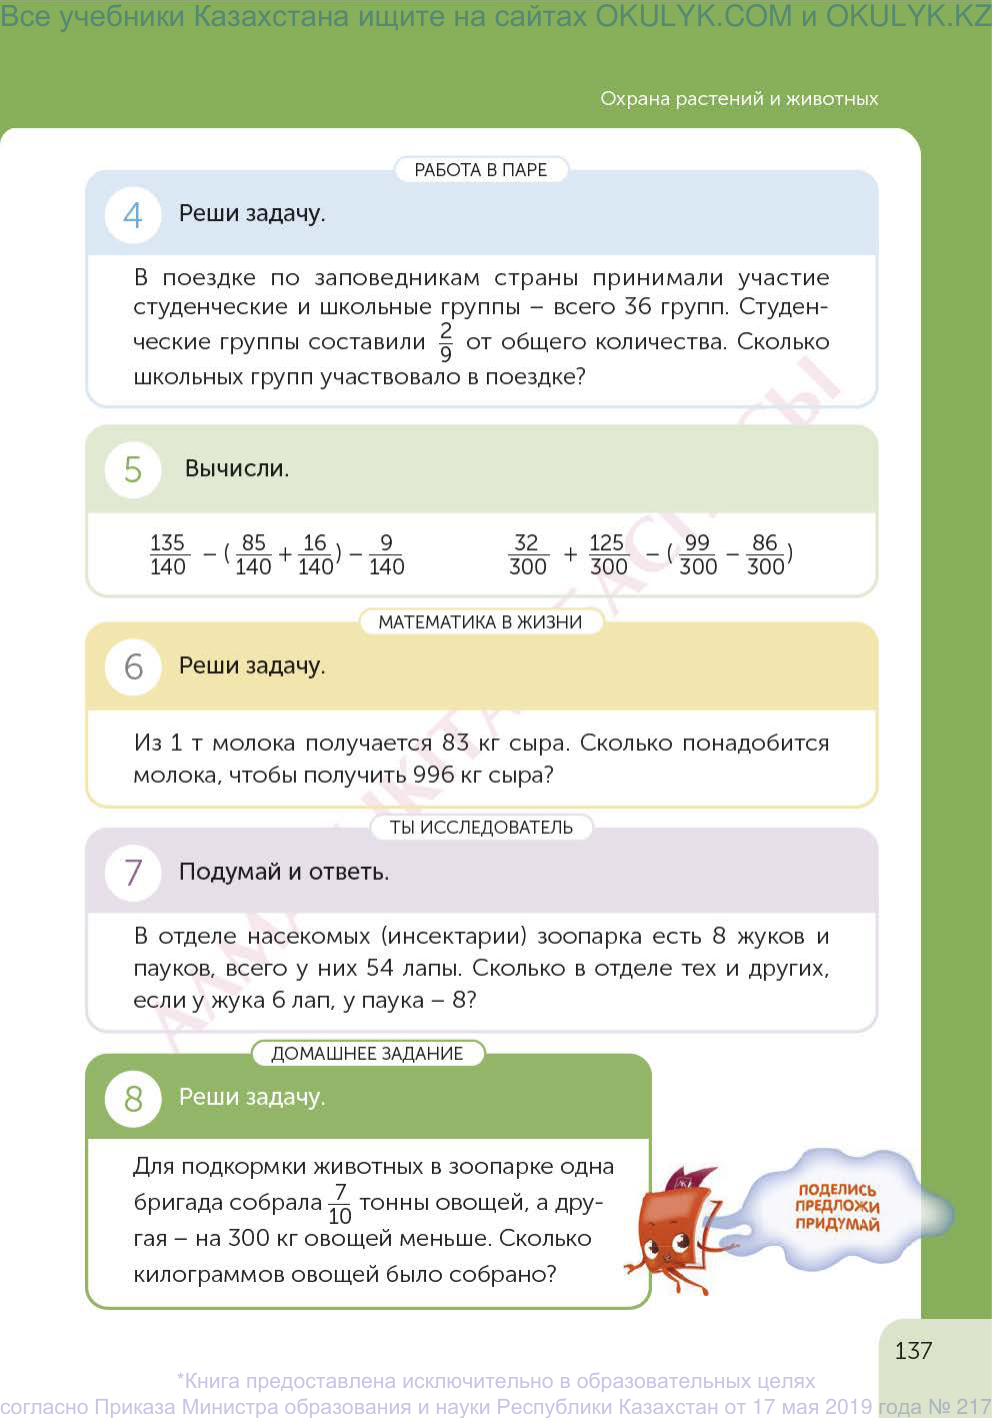 Все учебники Казахстана ищите на сайтах OKULYK.COM и OKULYK.KZ
Охрана растений и животных
РАБОТА В ПАРЕ
4 Реши задачу.
В поездке по заповедникам страны принимали участие
студенческие и школьные группы – всего 36 групп. Студен-
ческие группы составили 2/9 от общего количества. Сколько
школьных групп участвовало в поездке?
5 Вычисли.
135/140 – ( 85/140 + 16/140 ) – 9/140
32/300 + 125/300 – ( 99/300 – 86/300 )
МАТЕМАТИКА В ЖИЗНИ
6 Реши задачу.
Из 1 т молока получается 83 кг сыра. Сколько понадобится
молока, чтобы получить 996 кг сыра?
ТЫ ИССЛЕДОВАТЕЛЬ
7 Подумай и ответь.
В отделе насекомых (инсектарии) зоопарка есть 8 жуков и
пауков, всего у них 54 лапы. Сколько в отделе тех и других,
если у жука 6 лап, у паука – 8?
ДОМАШНЕЕ ЗАДАНИЕ
8 Реши задачу.
Для подкормки животных в зоопарке одна
бригада собрала 7/10 тонны овощей, а дру-
гая – на 300 кг овощей меньше. Сколько
килограммов овощей было собрано?
ПОДЕЛИСЬ
ПРЕДЛОЖИ
ПРИДУМАЙ
137
*Книга предоставлена исключительно в образовательных целях
согласно Приказа Министра образования и науки Республики Казахстан от 17 мая 2019 года № 217